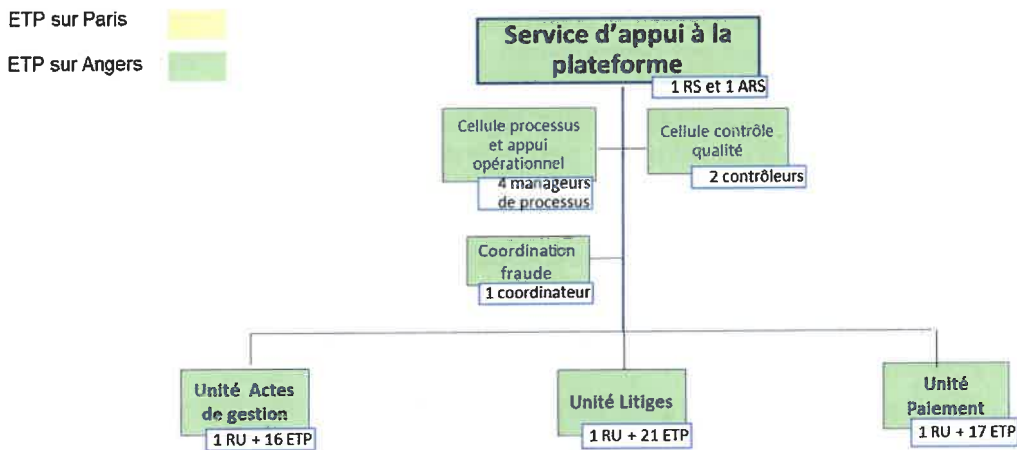 ETP sur Paris
ETP sur Angers
Service d'appui à la
plateforme
1 RS et 1 ARS
Cellule processus
et appui
opérationnel
4 manageurs
de processus
Cellule contrôle
qualité
2 contrôleurs
Coordination
fraude
1 coordinateur
Unité Actes
de gestion
1 RU + 16 ETP
Unité Litiges
1 RU + 21 ETP
Unité
Paiement
1 RU + 17 ETP